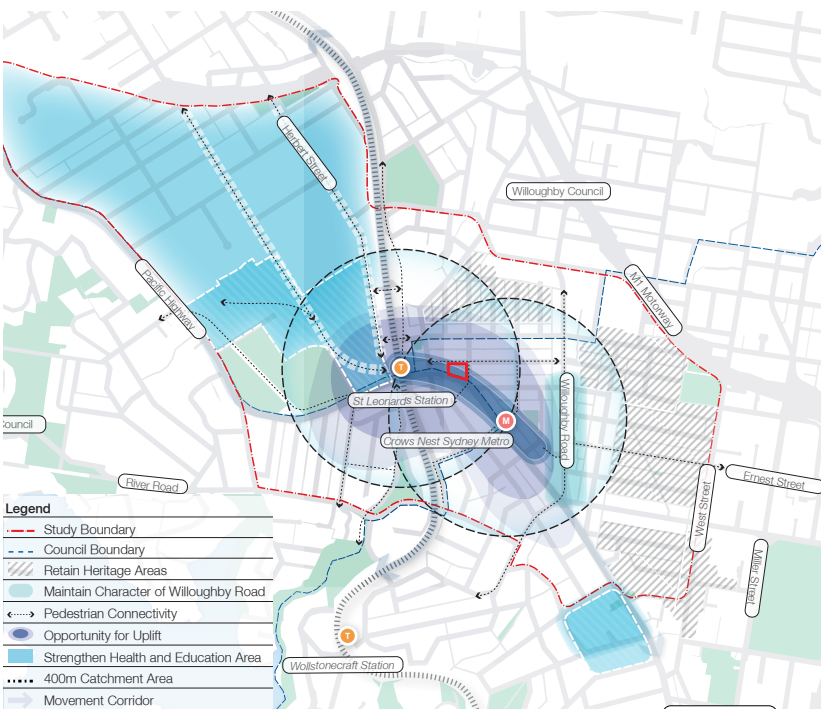 Herbert Street
Willoughby Council
Pacific Highway
M1 Motorway
T
St Leonards Station
M
Crows Nest Sydney Metro
Willoughby Road
Council
River Road
Ernest Street
West Street
Miller Street
T
Wollstonecraft Station
Legend
Study Boundary
Council Boundary
Retain Heritage Areas
Maintain Character of Willoughby Road
Pedestrian Connectivity
Opportunity for Uplift
Strengthen Health and Education Area
400m Catchment Area
Movement Corridor